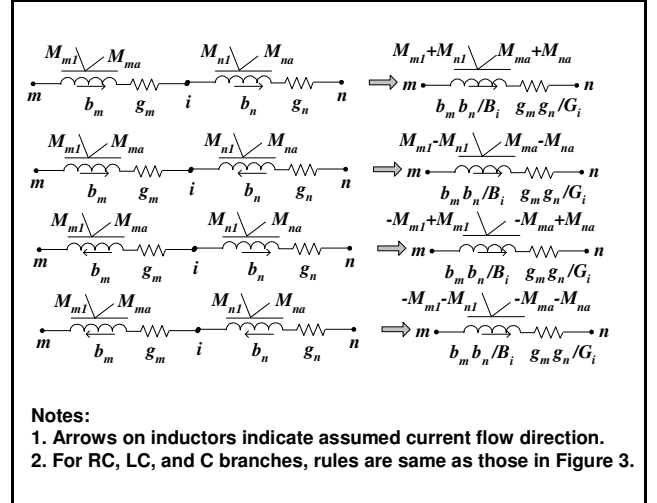 M_m1 M_ma M_n1 M_na M_m1+M_n1 M_ma+M_na
m b_m g_m i b_n g_n n m b_m b_n/B_i g_m g_n/G_i n
M_m1 M_ma M_n1 M_na M_m1-M_n1 M_ma-M_na
m b_m g_m i b_n g_n n m b_m b_n/B_i g_m g_n/G_i n
M_m1 M_ma M_n1 M_na -M_m1+M_n1 -M_ma+M_na
m b_m g_m i b_n g_n n m b_m b_n/B_i g_m g_n/G_i n
M_m1 M_ma M_n1 M_na -M_m1-M_n1 -M_ma-M_na
m b_m g_m i b_n g_n n m b_m b_n/B_i g_m g_n/G_i n
Notes:
1. Arrows on inductors indicate assumed current flow direction.
2. For RC, LC, and C branches, rules are same as those in Figure 3.